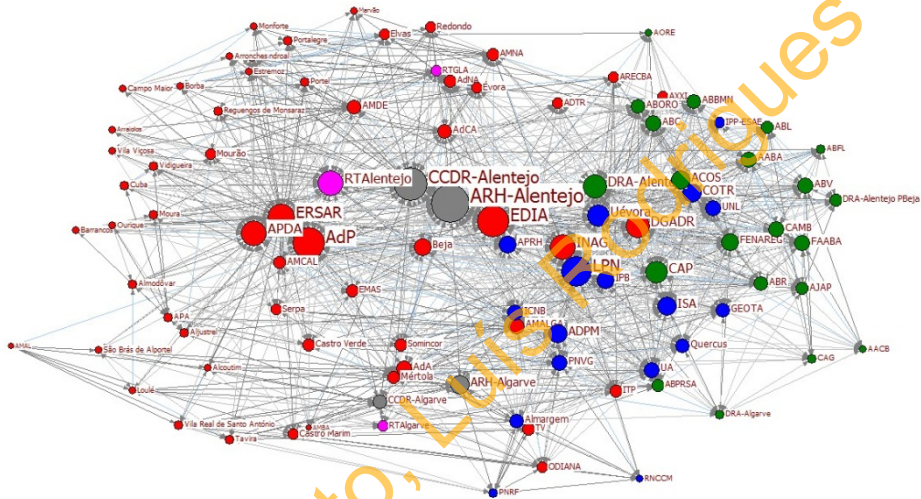 Marvão
Monforte
Elvas
Redondo
AORE
Portalegre
Arronches
ndroal
AMNA
RTGLA
Estremoz
AdNA
ARECBA
Campo Maior
Borba
Portel
Évora
AXXI
ABBMN
Reguengos de Monsaraz
AMDE
ADTR
ABORO
ABC
IPP-ESAE
ABL
Arraiolos
AdCA
Vila Viçosa
Mourão
ABFL
Vidigueira
AABA
RTAlentejo
CCDR-Alentejo
DRA-Alentejo
ACOS
COTR
ABV
Cuba
ARH-Alentejo
DRA-Alentejo PBeja
Moura
ERSAR
EDIA
Uévora
UNL
Ourique
DGADR
CAMB
Barrancos
APDA
AdP
Beja
APRH
INAG
FENAREG
FAABA
AMCAL
LPN
CAP
IPB
Almodôvar
EMAS
ABR
AJAP
Serpa
ISA
GEOTA
APA
ICNB
AMALGA
Aljustrel
ADPM
AMAL
São Brás de Alportel
Castro Verde
Somincor
Quercus
AACB
CAG
Alcoutim
AdA
PNVG
UA
Mértola
ARH-Algarve
ABPRSA
Loulé
ITP
CCDR-Algarve
DRA-Algarve
Vila Real de Santo António
AMBA
RTAlgarve
Almargem
TV
Tavira
Castro Marim
ODIANA
RNCCM
PNRF
to, Luís Rodrigues